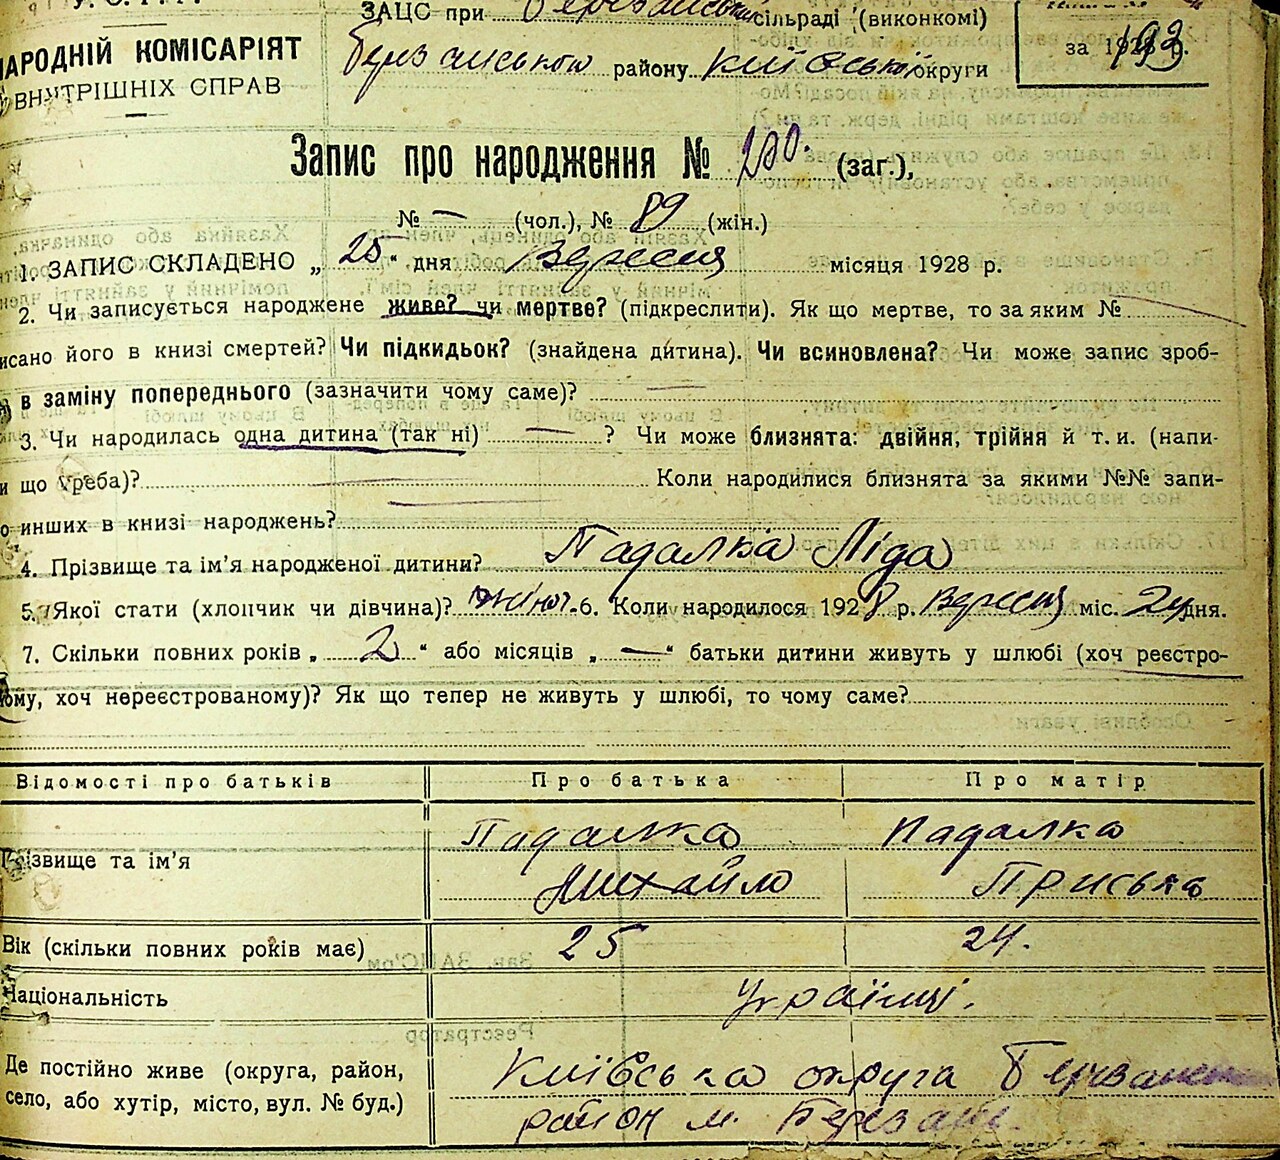 ЗАЦС при Березанській сільраді (виконкомі)
НАРОДНІЙ КОМІСАРІЯТ
за 1928 р.
Березанського району Київської округи
ВНУТРІШНІХ СПРАВ
Запис про народження № 200. (заг.),
№ — (чол.), № 89 (жін.)
1. ЗАПИС СКЛАДЕНО „ 25 “ дня Вересня місяця 1928 р.
2. Чи записується народжене живе? чи мертве? (підкреслити). Як що мертве, то за яким №
исано його в книзі смертей? Чи підкидьок? (знайдена дитина). Чи всиновлена? Чи може запис зроб-
в заміну попереднього (зазначити чому саме)? —
3. Чи народилась одна дитина (так ні) — ? Чи може близнята: двійня, трійня й т. и. (напи-
и що треба)? Коли народилися близнята за якими №№ запи-
о инших в книзі народжень?
4. Прізвище та ім’я народженої дитини? Падалка Ліда
5. Якої стати (хлопчик чи дівчина)? жіноч. 6. Коли народилося 1928 р. Вересня міс. 24 дня.
7. Скільки повних років „ 2 “ або місяців „ — “ батьки дитини живуть у шлюбі (хоч реєстро-
ому, хоч нереєстрованому)? Як що тепер не живуть у шлюбі, то чому саме?
Відомості про батьків Про батька Про матір
Прізвище та ім’я Падалка Падалка
Михайло Приська
Вік (скільки повних років має) 25 24.
Національність Українці.
Де постійно живе (округа, район, Київська округа Березанськ
село, або хутір, місто, вул. № буд.) район м. Березань.